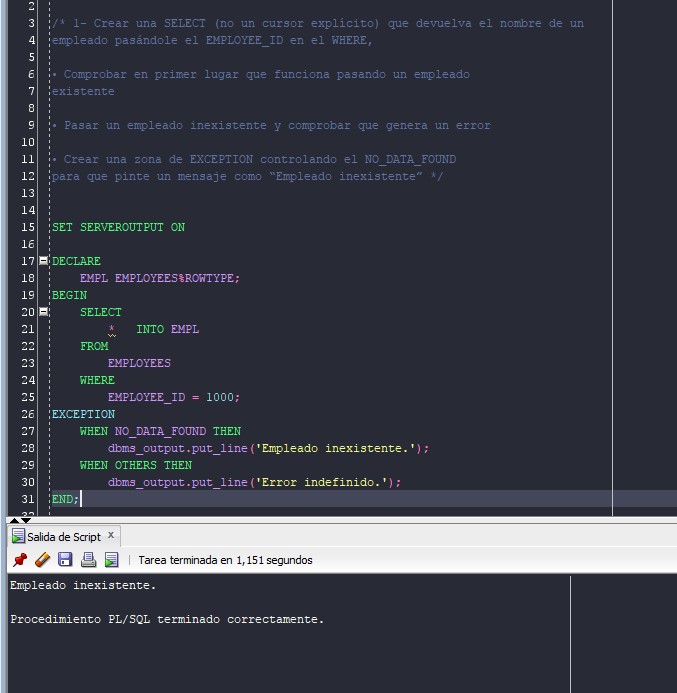 2
3 /* 1- Crear una SELECT (no un cursor explícito) que devuelva el nombre de un
4 empleado pasándole el EMPLOYEE_ID en el WHERE,
5
6 • Comprobar en primer lugar que funciona pasando un empleado
7 existente
8
9 • Pasar un empleado inexistente y comprobar que genera un error
10
11 • Crear una zona de EXCEPTION controlando el NO_DATA_FOUND
12 para que pinte un mensaje como “Empleado inexistente” */
13
14
15 SET SERVEROUTPUT ON
16
17 DECLARE
18 EMPL EMPLOYEES%ROWTYPE;
19 BEGIN
20 SELECT
21 * INTO EMPL
22 FROM
23 EMPLOYEES
24 WHERE
25 EMPLOYEE_ID = 1000;
26 EXCEPTION
27 WHEN NO_DATA_FOUND THEN
28 dbms_output.put_line('Empleado inexistente.');
29 WHEN OTHERS THEN
30 dbms_output.put_line('Error indefinido.');
31 END;
32
Salida de Script x
Tarea terminada en 1,151 segundos
Empleado inexistente.
Procedimiento PL/SQL terminado correctamente.